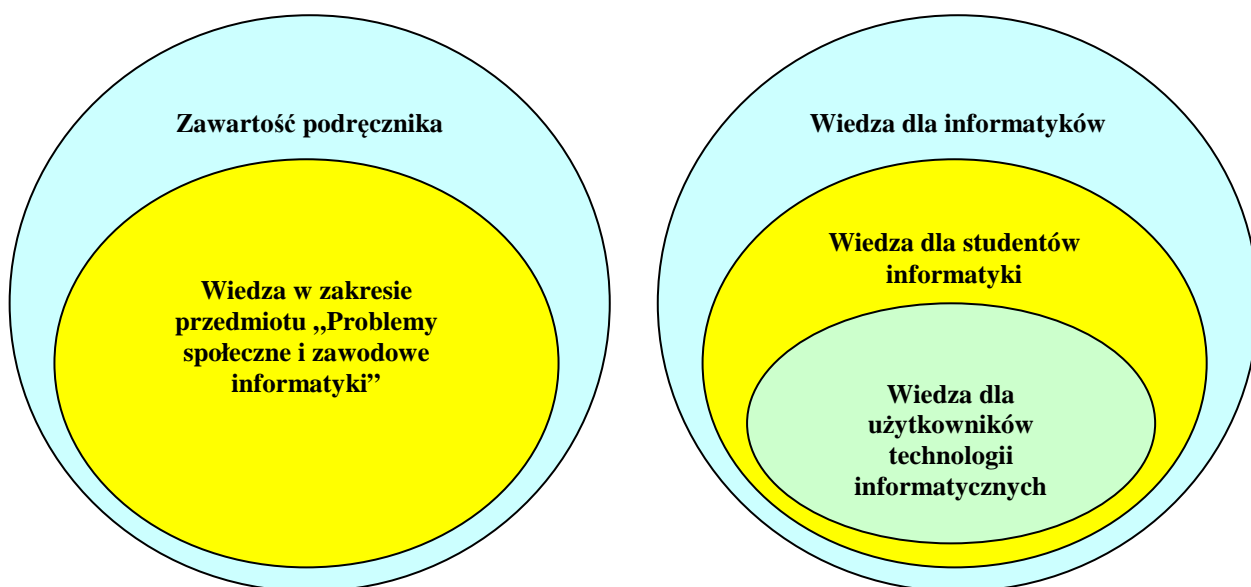 Zawartość podręcznika
Wiedza w zakresie
przedmiotu „Problemy
społeczne i zawodowe
informatyki”
Wiedza dla informatyków
Wiedza dla studentów
informatyki
Wiedza dla
użytkowników
technologii
informatycznych